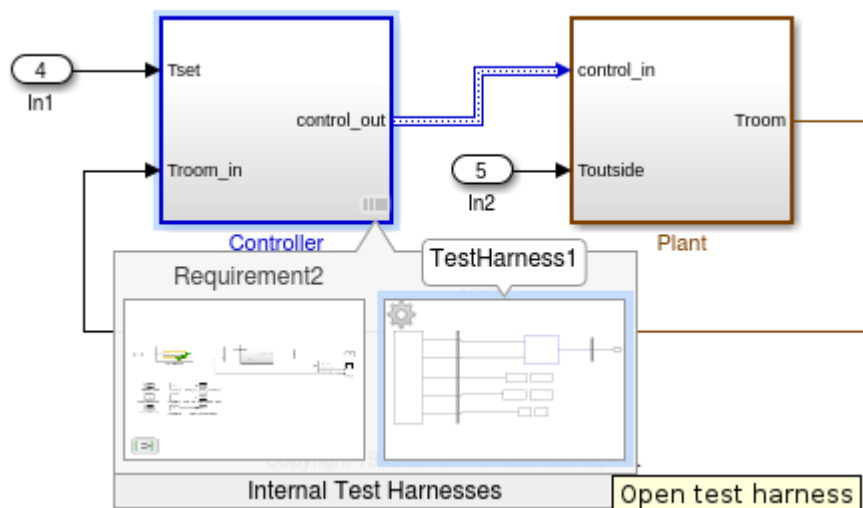 4
Tset
control_in
In1
control_out
Troom
Troom_in
5
Toutside
In2
Controller
Plant
Requirement2
TestHarness1
Internal Test Harnesses
Open test harness